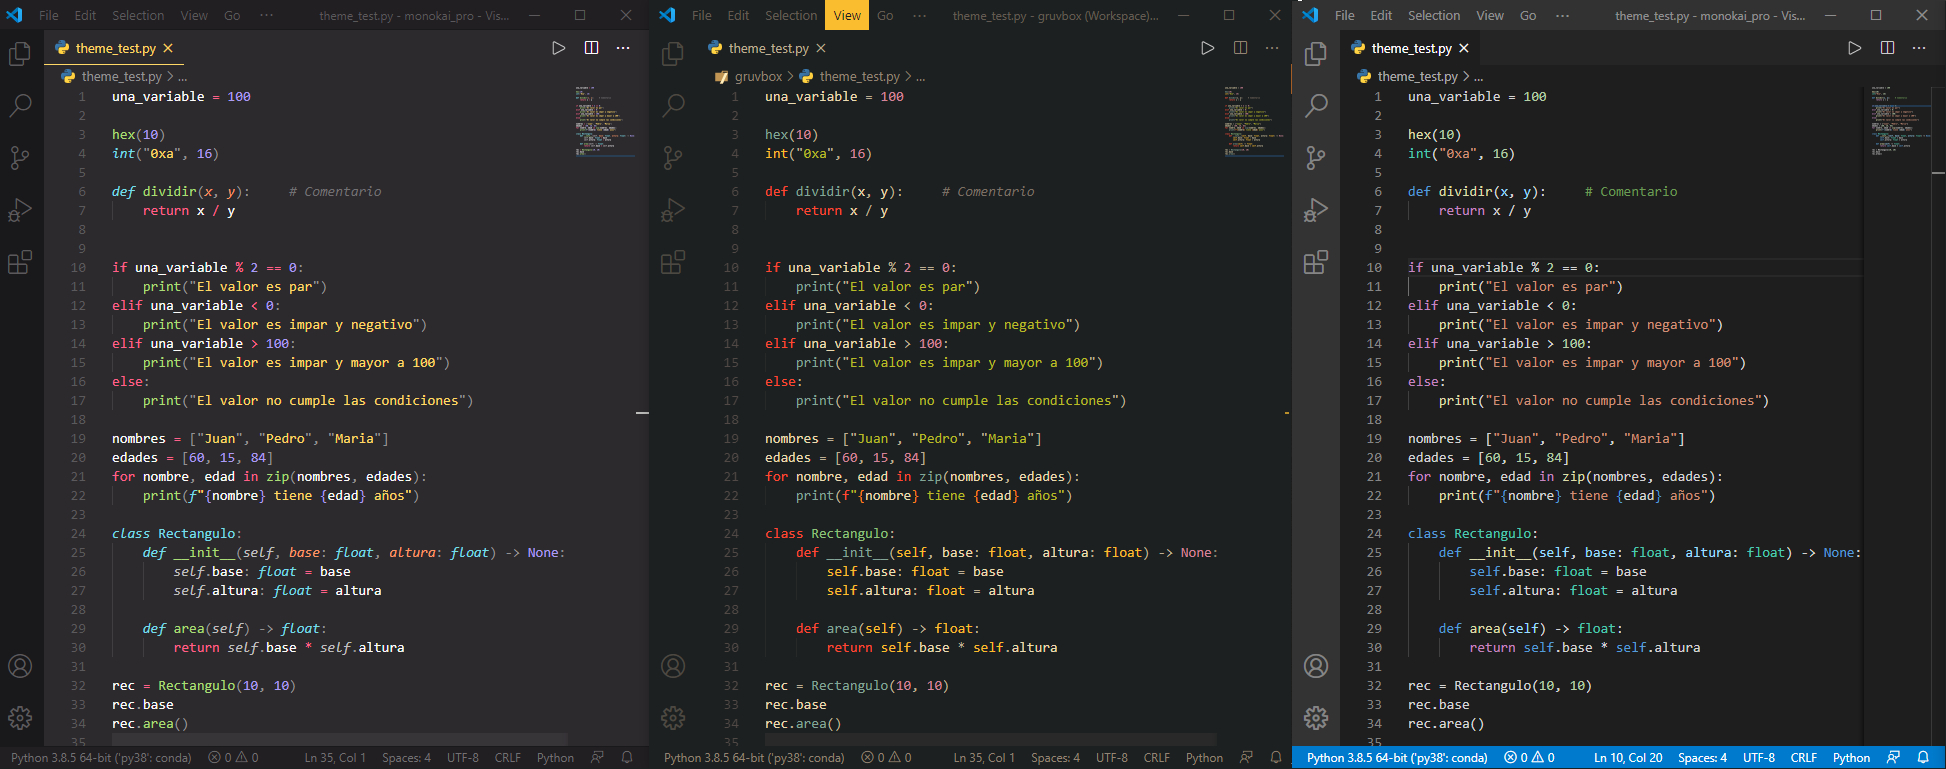 File Edit Selection View Go ··· theme_test.py - monokai_pro - Vis...
theme_test.py
theme_test.py > ...
1 una_variable = 100
2
3 hex(10)
4 int("0xa", 16)
5
6 def dividir(x, y):     # Comentario
7     return x / y
8
9
10 if una_variable % 2 == 0:
11     print("El valor es par")
12 elif una_variable < 0:
13     print("El valor es impar y negativo")
14 elif una_variable > 100:
15     print("El valor es impar y mayor a 100")
16 else:
17     print("El valor no cumple las condiciones")
18
19 nombres = ["Juan", "Pedro", "Maria"]
20 edades = [60, 15, 84]
21 for nombre, edad in zip(nombres, edades):
22     print(f"{nombre} tiene {edad} años")
23
24 class Rectangulo:
25     def __init__(self, base: float, altura: float) -> None:
26         self.base: float = base
27         self.altura: float = altura
28
29     def area(self) -> float:
30         return self.base * self.altura
31
32 rec = Rectangulo(10, 10)
33 rec.base
34 rec.area()
35
Python 3.8.5 64-bit ('py38': conda) 0 0 Ln 35, Col 1 Spaces: 4 UTF-8 CRLF Python
File Edit Selection View Go ··· theme_test.py - gruvbox (Workspace)...
theme_test.py
gruvbox > theme_test.py > ...
1 una_variable = 100
2
3 hex(10)
4 int("0xa", 16)
5
6 def dividir(x, y):     # Comentario
7     return x / y
8
9
10 if una_variable % 2 == 0:
11     print("El valor es par")
12 elif una_variable < 0:
13     print("El valor es impar y negativo")
14 elif una_variable > 100:
15     print("El valor es impar y mayor a 100")
16 else:
17     print("El valor no cumple las condiciones")
18
19 nombres = ["Juan", "Pedro", "Maria"]
20 edades = [60, 15, 84]
21 for nombre, edad in zip(nombres, edades):
22     print(f"{nombre} tiene {edad} años")
23
24 class Rectangulo:
25     def __init__(self, base: float, altura: float) -> None:
26         self.base: float = base
27         self.altura: float = altura
28
29     def area(self) -> float:
30         return self.base * self.altura
31
32 rec = Rectangulo(10, 10)
33 rec.base
34 rec.area()
35
Python 3.8.5 64-bit ('py38': conda) 0 0 Ln 35, Col 1 Spaces: 4 UTF-8 CRLF Python
File Edit Selection View Go ··· theme_test.py - monokai_pro - Vis...
theme_test.py
theme_test.py > ...
1 una_variable = 100
2
3 hex(10)
4 int("0xa", 16)
5
6 def dividir(x, y):     # Comentario
7     return x / y
8
9
10 if una_variable % 2 == 0:
11     print("El valor es par")
12 elif una_variable < 0:
13     print("El valor es impar y negativo")
14 elif una_variable > 100:
15     print("El valor es impar y mayor a 100")
16 else:
17     print("El valor no cumple las condiciones")
18
19 nombres = ["Juan", "Pedro", "Maria"]
20 edades = [60, 15, 84]
21 for nombre, edad in zip(nombres, edades):
22     print(f"{nombre} tiene {edad} años")
23
24 class Rectangulo:
25     def __init__(self, base: float, altura: float) -> None:
26         self.base: float = base
27         self.altura: float = altura
28
29     def area(self) -> float:
30         return self.base * self.altura
31
32 rec = Rectangulo(10, 10)
33 rec.base
34 rec.area()
35
Python 3.8.5 64-bit ('py38': conda) 0 0 Ln 10, Col 20 Spaces: 4 UTF-8 CRLF Python